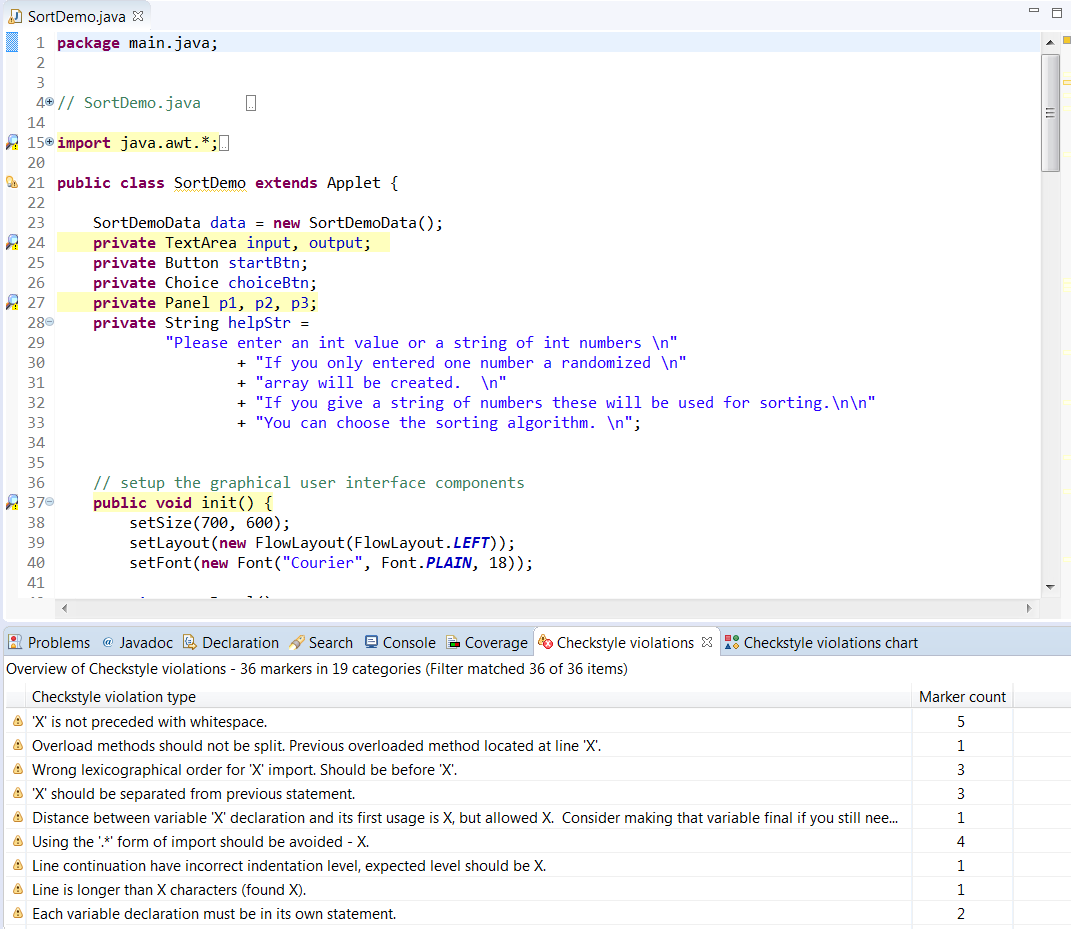 SortDemo.java
1 package main.java;
2
3
4 // SortDemo.java
14
15 import java.awt.*;
20
21 public class SortDemo extends Applet {
22
23 SortDemoData data = new SortDemoData();
24 private TextArea input, output;
25 private Button startBtn;
26 private Choice choiceBtn;
27 private Panel p1, p2, p3;
28 private String helpStr =
29 "Please enter an int value or a string of int numbers \n"
30 + "If you only entered one number a randomized \n"
31 + "array will be created.  \n"
32 + "If you give a string of numbers these will be used for sorting.\n\n"
33 + "You can choose the sorting algorithm. \n";
34
35
36 // setup the graphical user interface components
37 public void init() {
38 setSize(700, 600);
39 setLayout(new FlowLayout(FlowLayout.LEFT));
40 setFont(new Font("Courier", Font.PLAIN, 18));
41
Problems Javadoc Declaration Search Console Coverage Checkstyle violations Checkstyle violations chart
Overview of Checkstyle violations - 36 markers in 19 categories (Filter matched 36 of 36 items)
Checkstyle violation type Marker count
'X' is not preceded with whitespace. 5
Overload methods should not be split. Previous overloaded method located at line 'X'. 1
Wrong lexicographical order for 'X' import. Should be before 'X'. 3
'X' should be separated from previous statement. 3
Distance between variable 'X' declaration and its first usage is X, but allowed X.  Consider making that variable final if you still nee... 1
Using the '.*' form of import should be avoided - X. 4
Line continuation have incorrect indentation level, expected level should be X. 1
Line is longer than X characters (found X). 1
Each variable declaration must be in its own statement. 2